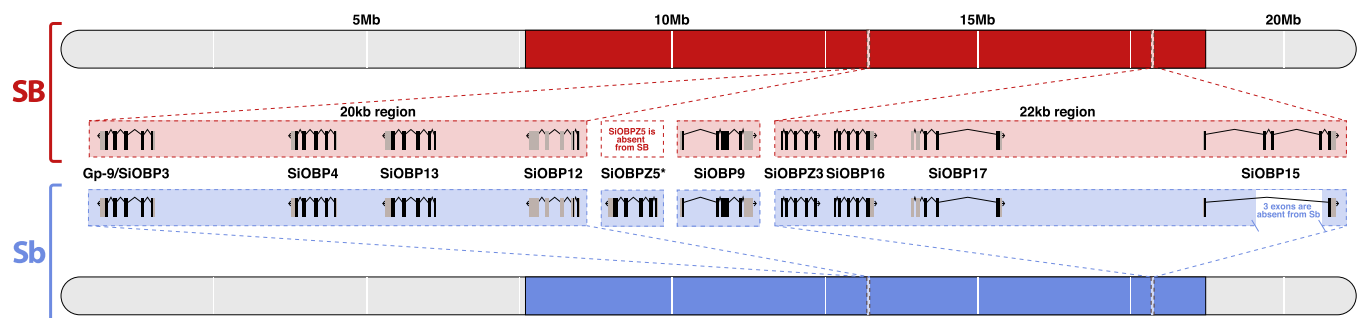 5Mb 10Mb 15Mb 20Mb
SB
20kb region 22kb region
SiOBPZ5 is
absent
from SB
Gp-9/SiOBP3 SiOBP4 SiOBP13 SiOBP12 SiOBPZ5* SiOBP9 SiOBPZ3 SiOBP16 SiOBP17 SiOBP15
3 exons are
absent from Sb
Sb